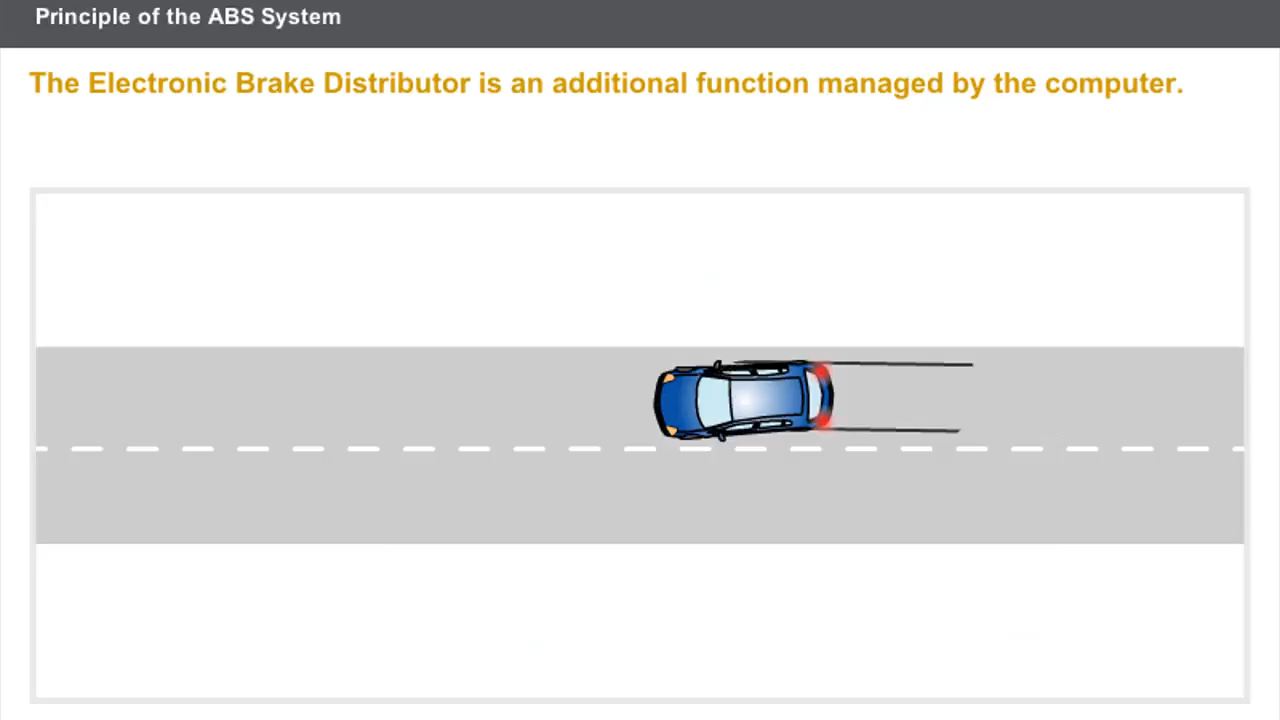 Principle of the ABS System
The Electronic Brake Distributor is an additional function managed by the computer.